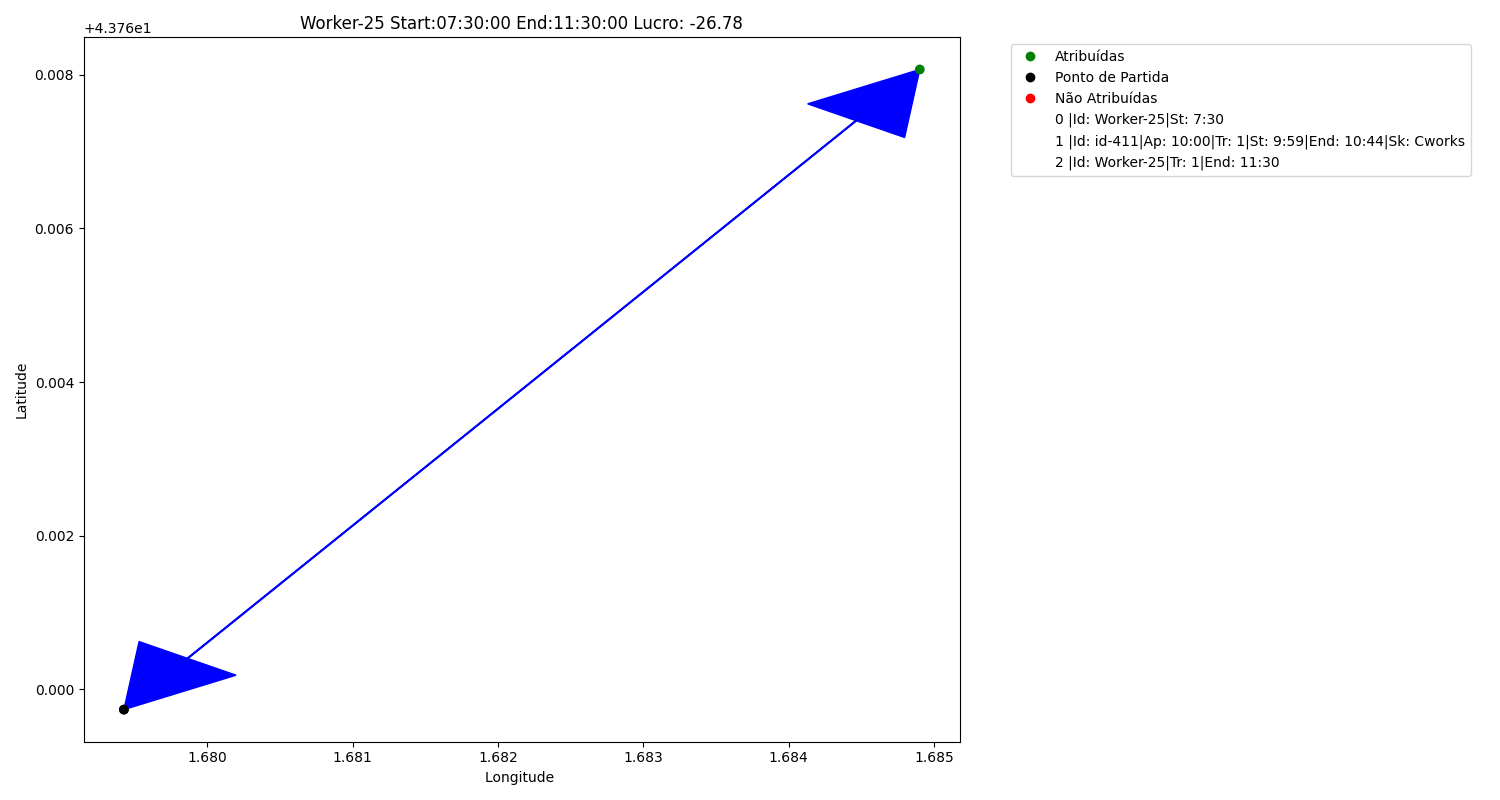 Worker-25 Start:07:30:00 End:11:30:00 Lucro: -26.78
+4.376e1
0.008
0.006
0.004
0.002
0.000
Latitude
1.680
1.681
1.682
1.683
1.684
1.685
Longitude
Atribuídas
Ponto de Partida
Não Atribuídas
0 |Id: Worker-25|St: 7:30
1 |Id: id-411|Ap: 10:00|Tr: 1|St: 9:59|End: 10:44|Sk: Cworks
2 |Id: Worker-25|Tr: 1|End: 11:30